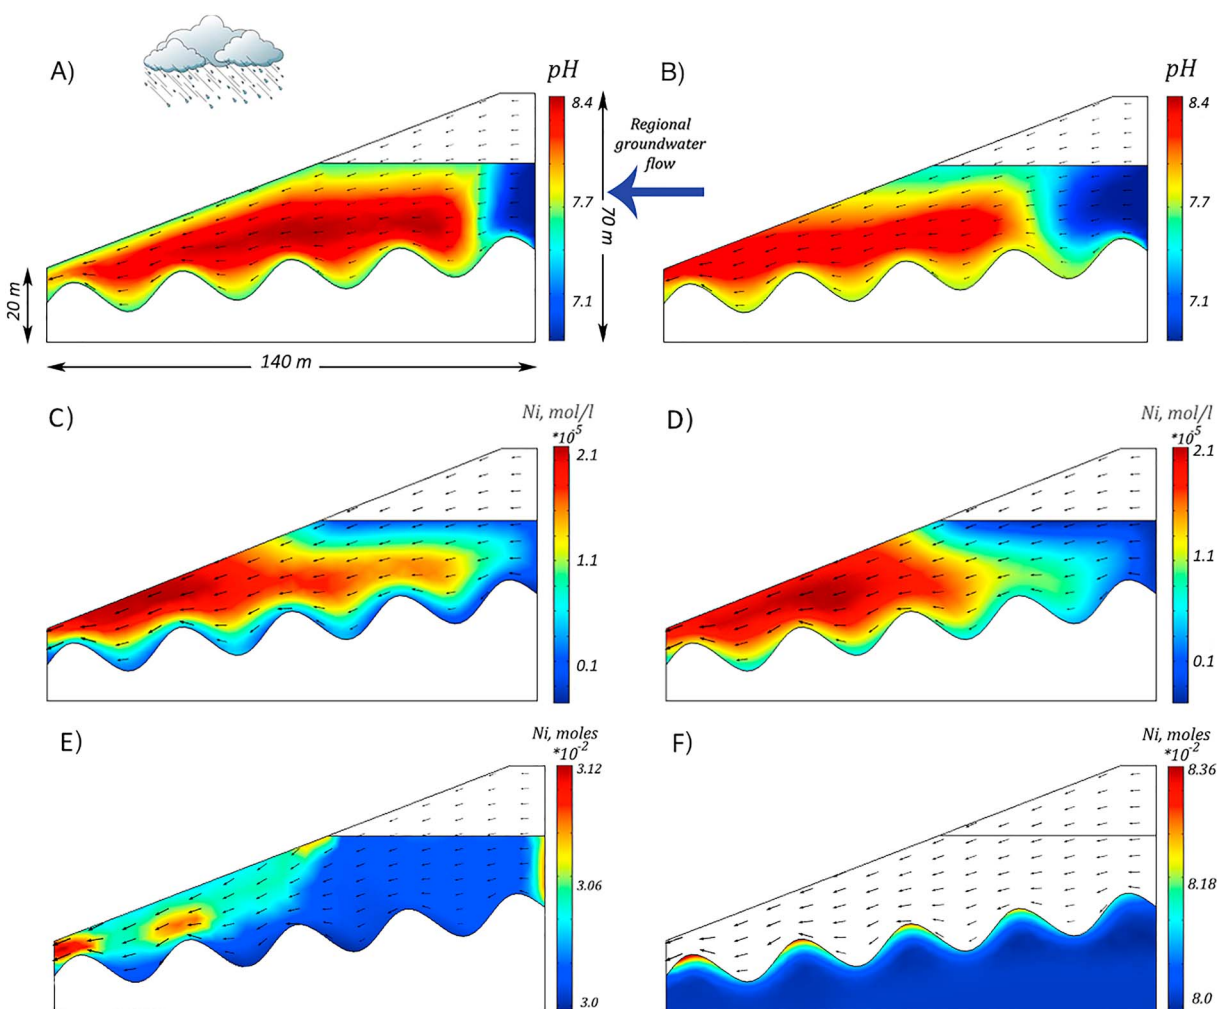 A)
pH
8.4
7.7
7.1
Regional
groundwater
flow
70 m
20 m
140 m
B)
pH
8.4
7.7
7.1
C)
Ni, mol/l
*10⁻⁵
2.1
1.1
0.1
D)
Ni, mol/l
*10⁻⁵
2.1
1.1
0.1
E)
Ni, moles
*10⁻²
3.12
3.06
3.0
F)
Ni, moles
*10⁻²
8.36
8.18
8.0